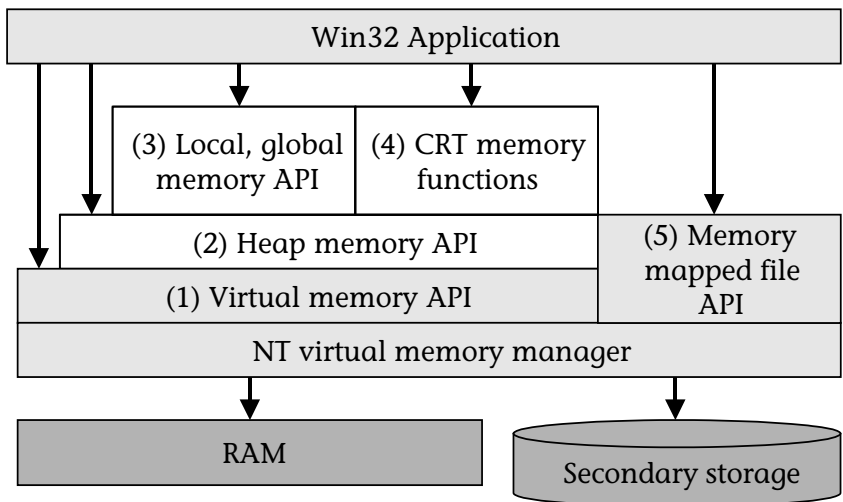 Win32 Application
(3) Local, global
memory API
(4) CRT memory
functions
(2) Heap memory API
(5) Memory
mapped file
API
(1) Virtual memory API
NT virtual memory manager
RAM
Secondary storage